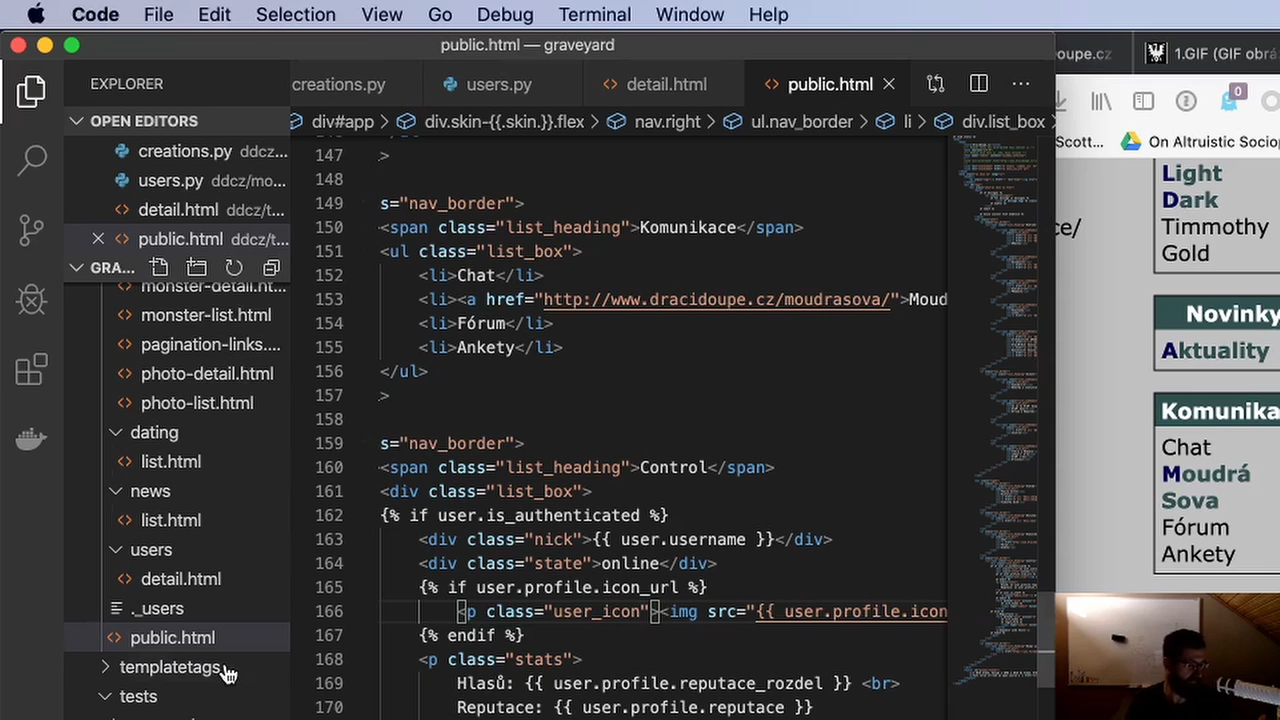 Code File Edit Selection View Go Debug Terminal Window Help
public.html — graveyard
oupe.cz
1.GIF (GIF obrá
EXPLORER
creations.py
users.py
detail.html
public.html
0
OPEN EDITORS
div#app
div.skin-{{.skin.}}.flex
nav.right
ul.nav_border
li
div.list_box
Scott...
On Altruistic Sociop
creations.py ddcz...
users.py ddcz/mo...
detail.html ddcz/t...
public.html ddcz/t...
GRA...
monster-detail.ht...
monster-list.html
pagination-links....
photo-detail.html
photo-list.html
dating
list.html
news
list.html
users
detail.html
._users
public.html
templatetags
tests
147 >
148
149 s="nav_border">
150 <span class="list_heading">Komunikace</span>
151 <ul class="list_box">
152 <li>Chat</li>
153 <li><a href="http://www.dracidoupe.cz/moudrasova/">Moud
154 <li>Fórum</li>
155 <li>Ankety</li>
156 </ul>
157 >
158
159 s="nav_border">
160 <span class="list_heading">Control</span>
161 <div class="list_box">
162 {% if user.is_authenticated %}
163 <div class="nick">{{ user.username }}</div>
164 <div class="state">online</div>
165 {% if user.profile.icon_url %}
166 <p class="user_icon"><img src="{{ user.profile.icon
167 {% endif %}
168 <p class="stats">
169 Hlasů: {{ user.profile.reputace_rozdel }} <br>
170 Reputace: {{ user.profile.reputace }}
ce/
Light
Dark
Timmothy
Gold
Novinky
Aktuality
Komunika
Chat
Moudrá
Sova
Fórum
Ankety